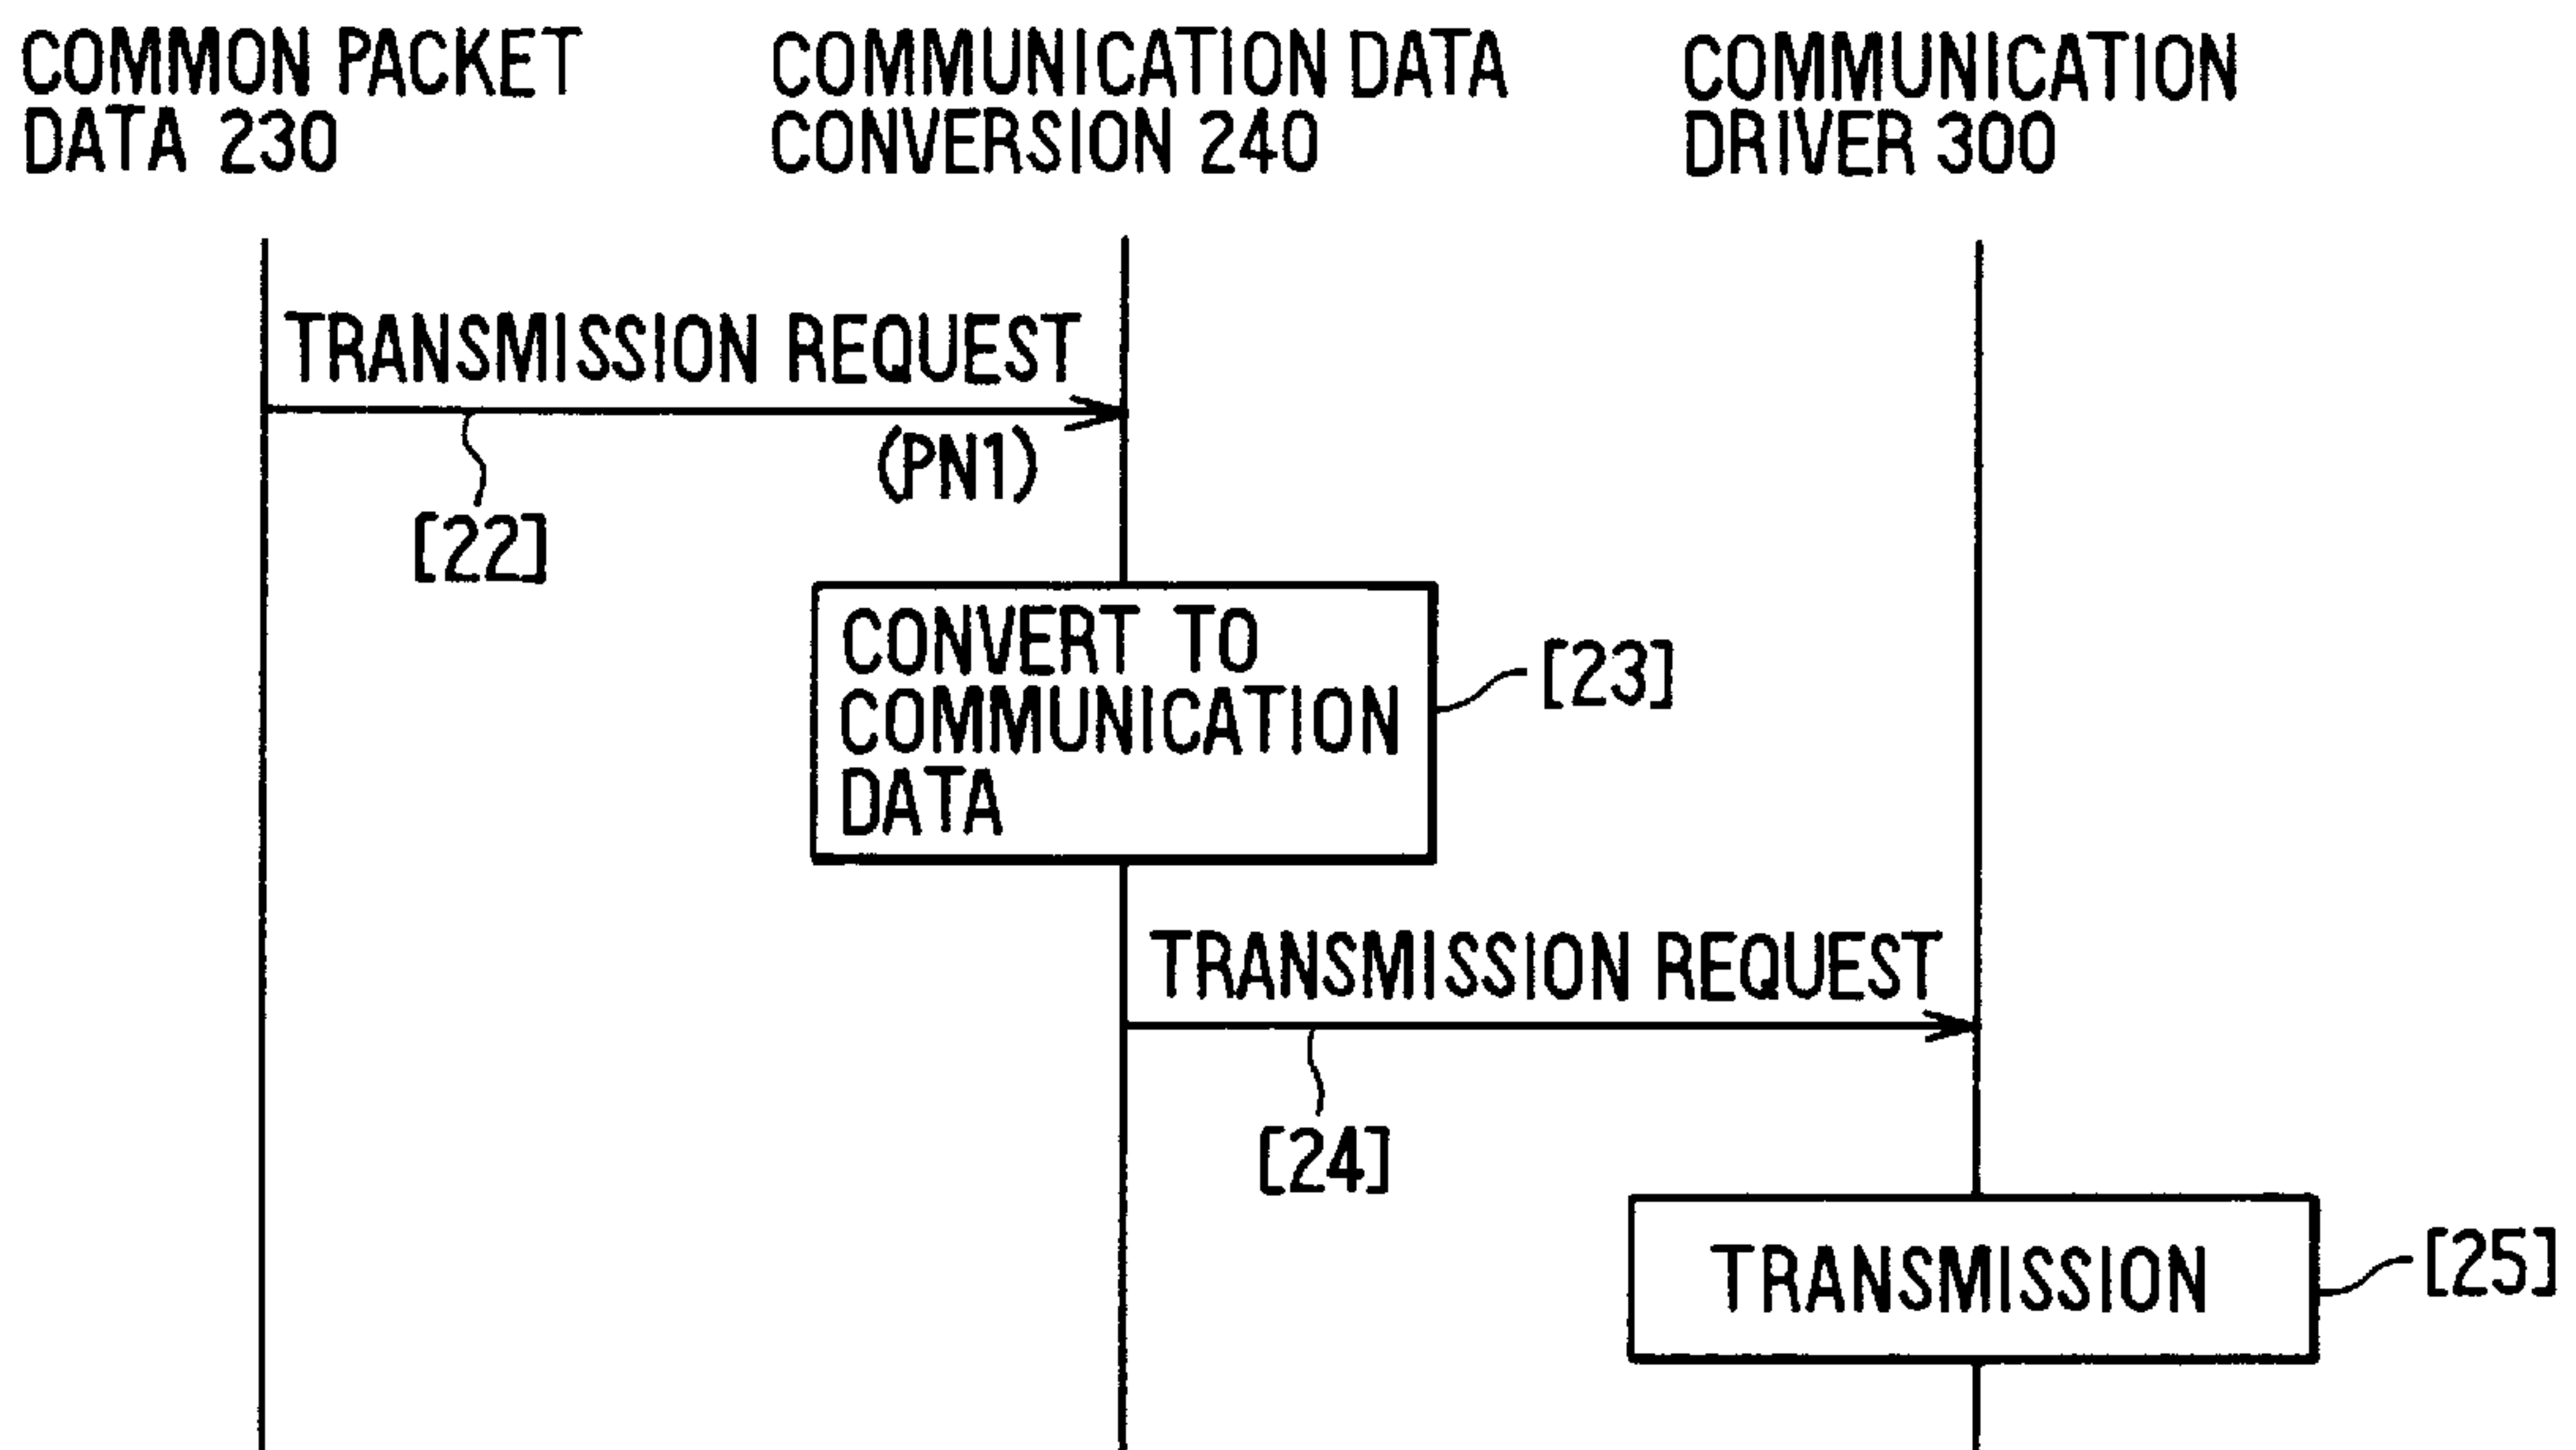 COMMON PACKET
DATA 230
COMMUNICATION DATA
CONVERSION 240
COMMUNICATION
DRIVER 300
TRANSMISSION REQUEST
(PN1)
[22]
CONVERT TO
COMMUNICATION
DATA
[23]
TRANSMISSION REQUEST
[24]
TRANSMISSION
[25]